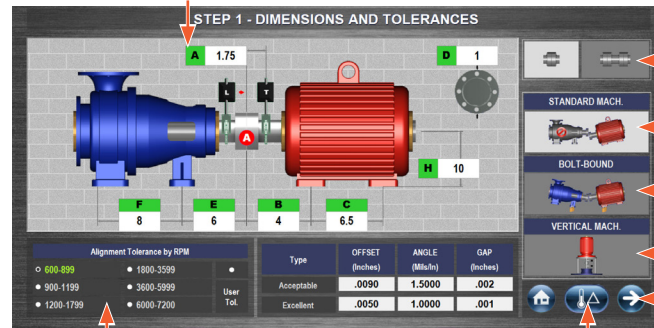 STEP 1 - DIMENSIONS AND TOLERANCES
A 1.75
D 1
L T
A
H 10
F E B C
8 6 4 6.5
STANDARD MACH.
BOLT-BOUND
VERTICAL MACH.
Alignment Tolerance by RPM
600-899 1800-3599
900-1199 3600-5999
1200-1799 6000-7200
User
Tol.
Type OFFSET (Inches) ANGLE (Mils/In) GAP (Inches)
Acceptable .0090 1.5000 .002
Excellent .0050 1.0000 .001